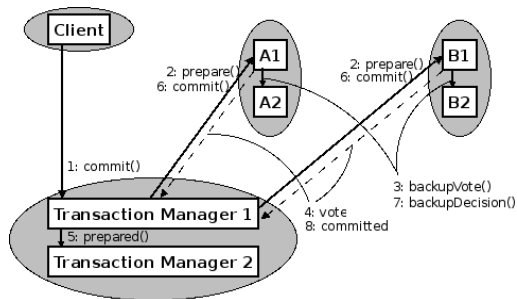 Client
A1
A2
B1
B2
2: prepare()
6: commit()
2: prepare()
6: commit()
1: commit()
3: backupVote()
7: backupDecision()
4: vote
8: committed
Transaction Manager 1
5: prepared()
Transaction Manager 2